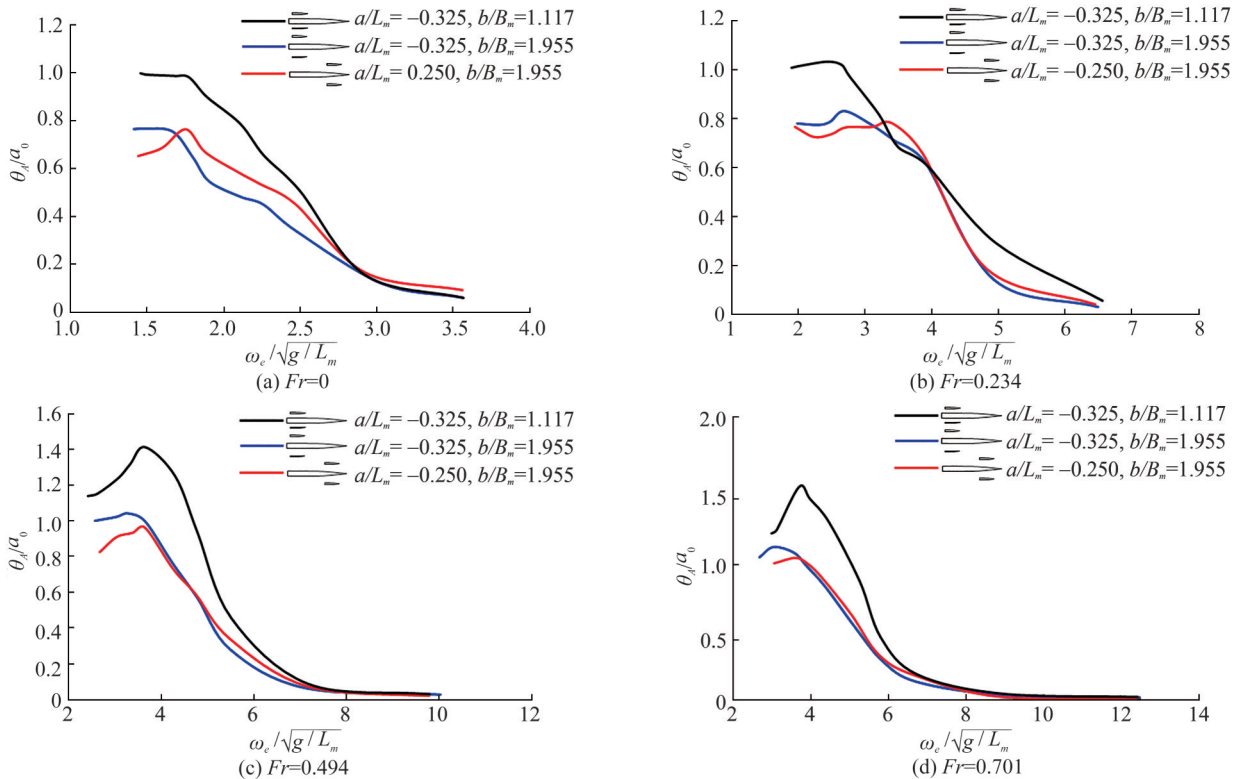 a/Lₘ= −0.325, b/Bₘ=1.117
a/Lₘ= −0.325, b/Bₘ=1.955
a/Lₘ= 0.250, b/Bₘ=1.955
1.2
1.0
0.8
0.6
0.4
0.2
0
θ_A/a₀
1.0 1.5 2.0 2.5 3.0 3.5 4.0
ωₑ/√g/Lₘ
(a) Fr=0
a/Lₘ= −0.325, b/Bₘ=1.117
a/Lₘ= −0.325, b/Bₘ=1.955
a/Lₘ= −0.250, b/Bₘ=1.955
1.2
1.0
0.8
0.6
0.4
0.2
0
θ_A/a₀
1 2 3 4 5 6 7 8
ωₑ/√g/Lₘ
(b) Fr=0.234
a/Lₘ= −0.325, b/Bₘ=1.117
a/Lₘ= −0.325, b/Bₘ=1.955
a/Lₘ= −0.250, b/Bₘ=1.955
1.6
1.4
1.2
1.0
0.8
0.6
0.4
0.2
0
θ_A/a₀
2 4 6 8 10 12
ωₑ/√g/Lₘ
(c) Fr=0.494
a/Lₘ= −0.325, b/Bₘ=1.117
a/Lₘ= −0.325, b/Bₘ=1.955
a/Lₘ= −0.250, b/Bₘ=1.955
2.0
1.5
1.0
0.5
0
θ_A/a₀
2 4 6 8 10 12 14
ωₑ/√g/Lₘ
(d) Fr=0.701